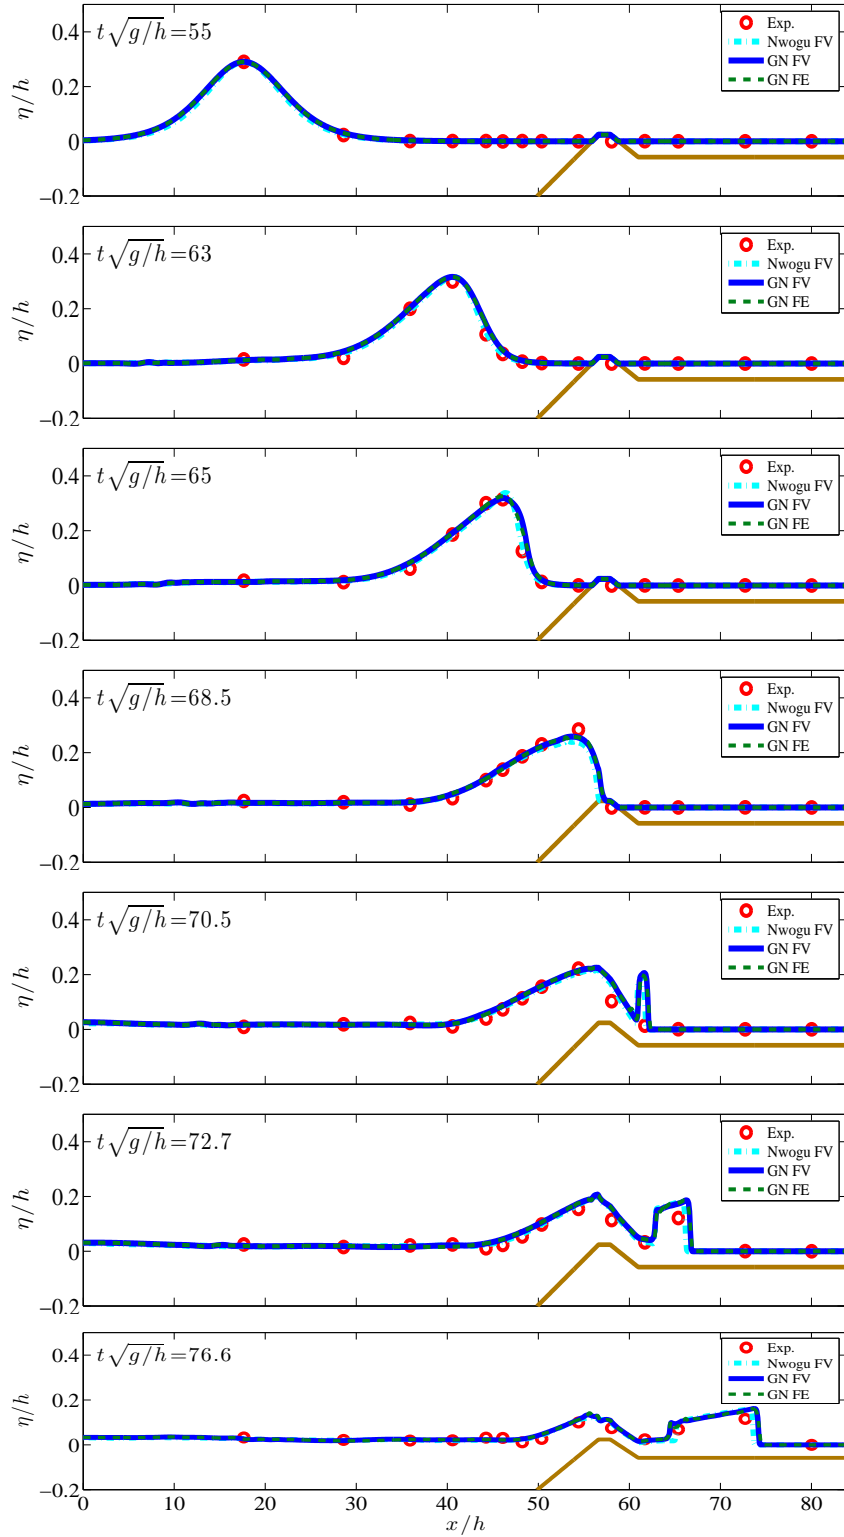 t√g/h=55
Exp.
Nwogu FV
GN FV
GN FE
0.4
0.2
0
−0.2
η/h
t√g/h=63
Exp.
Nwogu FV
GN FV
GN FE
0.4
0.2
0
−0.2
η/h
t√g/h=65
Exp.
Nwogu FV
GN FV
GN FE
0.4
0.2
0
−0.2
η/h
t√g/h=68.5
Exp.
Nwogu FV
GN FV
GN FE
0.4
0.2
0
−0.2
η/h
t√g/h=70.5
Exp.
Nwogu FV
GN FV
GN FE
0.4
0.2
0
−0.2
η/h
t√g/h=72.7
Exp.
Nwogu FV
GN FV
GN FE
0.4
0.2
0
−0.2
η/h
t√g/h=76.6
Exp.
Nwogu FV
GN FV
GN FE
0.4
0.2
0
−0.2
η/h
0 10 20 30 40 50 60 70 80
x/h